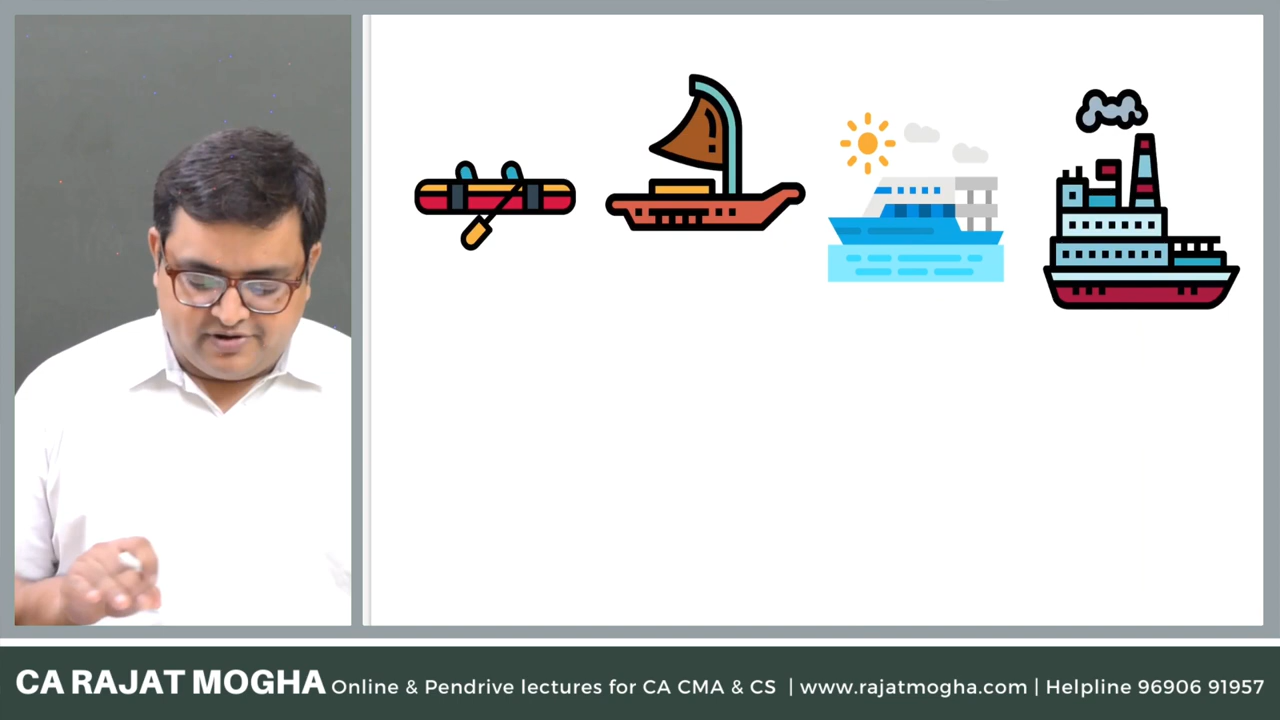 CA RAJAT MOGHA Online & Pendrive lectures for CA CMA & CS | www.rajatmogha.com | Helpline 96906 91957